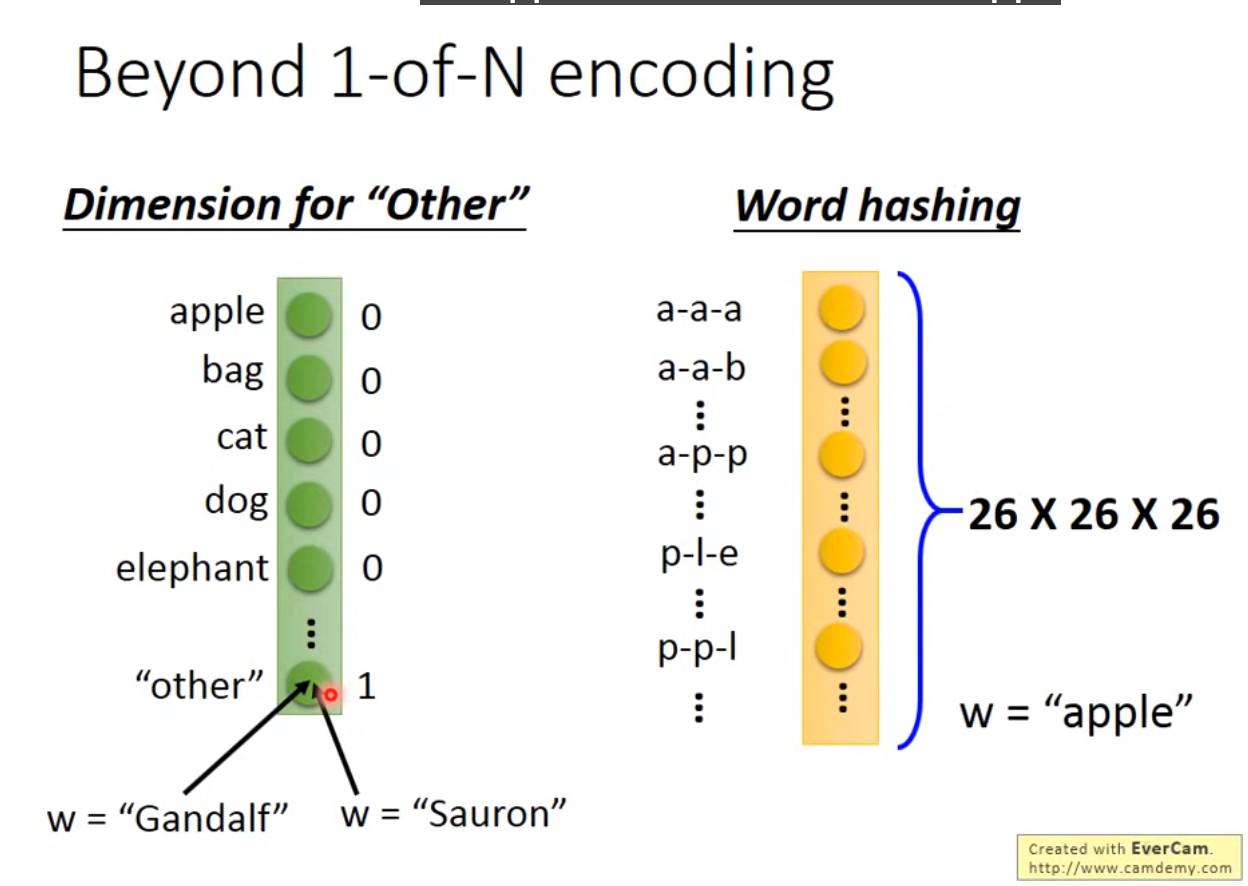 Beyond 1-of-N encoding
Dimension for “Other”
apple 0
bag 0
cat 0
dog 0
elephant 0
“other” 1
w = “Gandalf”
w = “Sauron”
Word hashing
a-a-a
a-a-b
a-p-p
p-l-e
p-p-l
26 X 26 X 26
w = “apple”
Created with EverCam.
http://www.camdemy.com